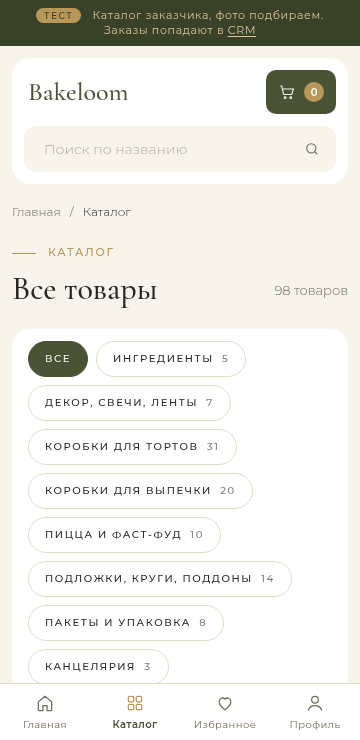 ТЕСТ Каталог заказчика, фото подбираем.
Заказы попадают в CRM
Bakeloom
0
Поиск по названию
Главная / Каталог
КАТАЛОГ
Все товары
98 товаров
ВСЕ
ИНГРЕДИЕНТЫ 5
ДЕКОР, СВЕЧИ, ЛЕНТЫ 7
КОРОБКИ ДЛЯ ТОРТОВ 31
КОРОБКИ ДЛЯ ВЫПЕЧКИ 20
ПИЦЦА И ФАСТ-ФУД 10
ПОДЛОЖКИ, КРУГИ, ПОДДОНЫ 14
ПАКЕТЫ И УПАКОВКА 8
КАНЦЕЛЯРИЯ 3
Главная
Каталог
Избранное
Профиль